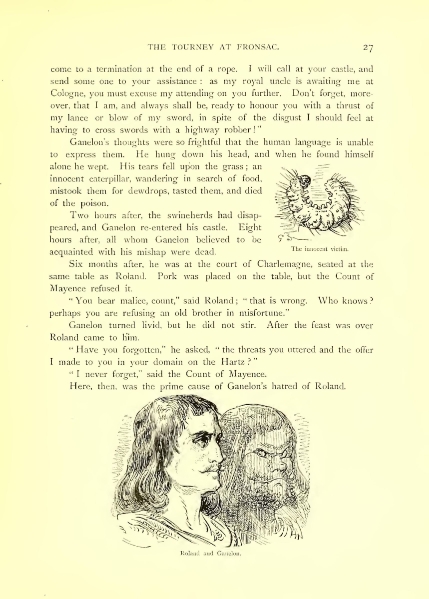 THE TOURNEY AT FRONSAC. 27
come to a termination at the end of a rope. I will call at your castle, and
send some one to your assistance: as my royal uncle is awaiting me at
Cologne, you must excuse my attending on you further. Don't forget, more-
over, that I am, and always shall be, ready to honour you with a thrust of
my lance or blow of my sword, in spite of the disgust I should feel at
having to cross swords with a highway robber!"
Ganelon's thoughts were so frightful that the human language is unable
to express them. He hung down his head, and when he found himself
alone he wept. His tears fell upon the grass; an
innocent caterpillar, wandering in search of food,
mistook them for dewdrops, tasted them, and died
of the poison.
Two hours after, the swineherds had disap-
peared, and Ganelon re-entered his castle. Eight
hours after, all whom Ganelon believed to be
acquainted with his mishap were dead.
The innocent victim.
Six months after, he was at the court of Charlemagne, seated at the
same table as Roland. Pork was placed on the table, but the Count of
Mayence refused it.
"You bear malice, count," said Roland; "that is wrong. Who knows?
perhaps you are refusing an old brother in misfortune."
Ganelon turned livid, but he did not stir. After the feast was over
Roland came to him.
"Have you forgotten," he asked, "the threats you uttered and the offer
I made to you in your domain on the Hartz?"
"I never forget," said the Count of Mayence.
Here, then, was the prime cause of Ganelon's hatred of Roland.
Roland and Ganelon.